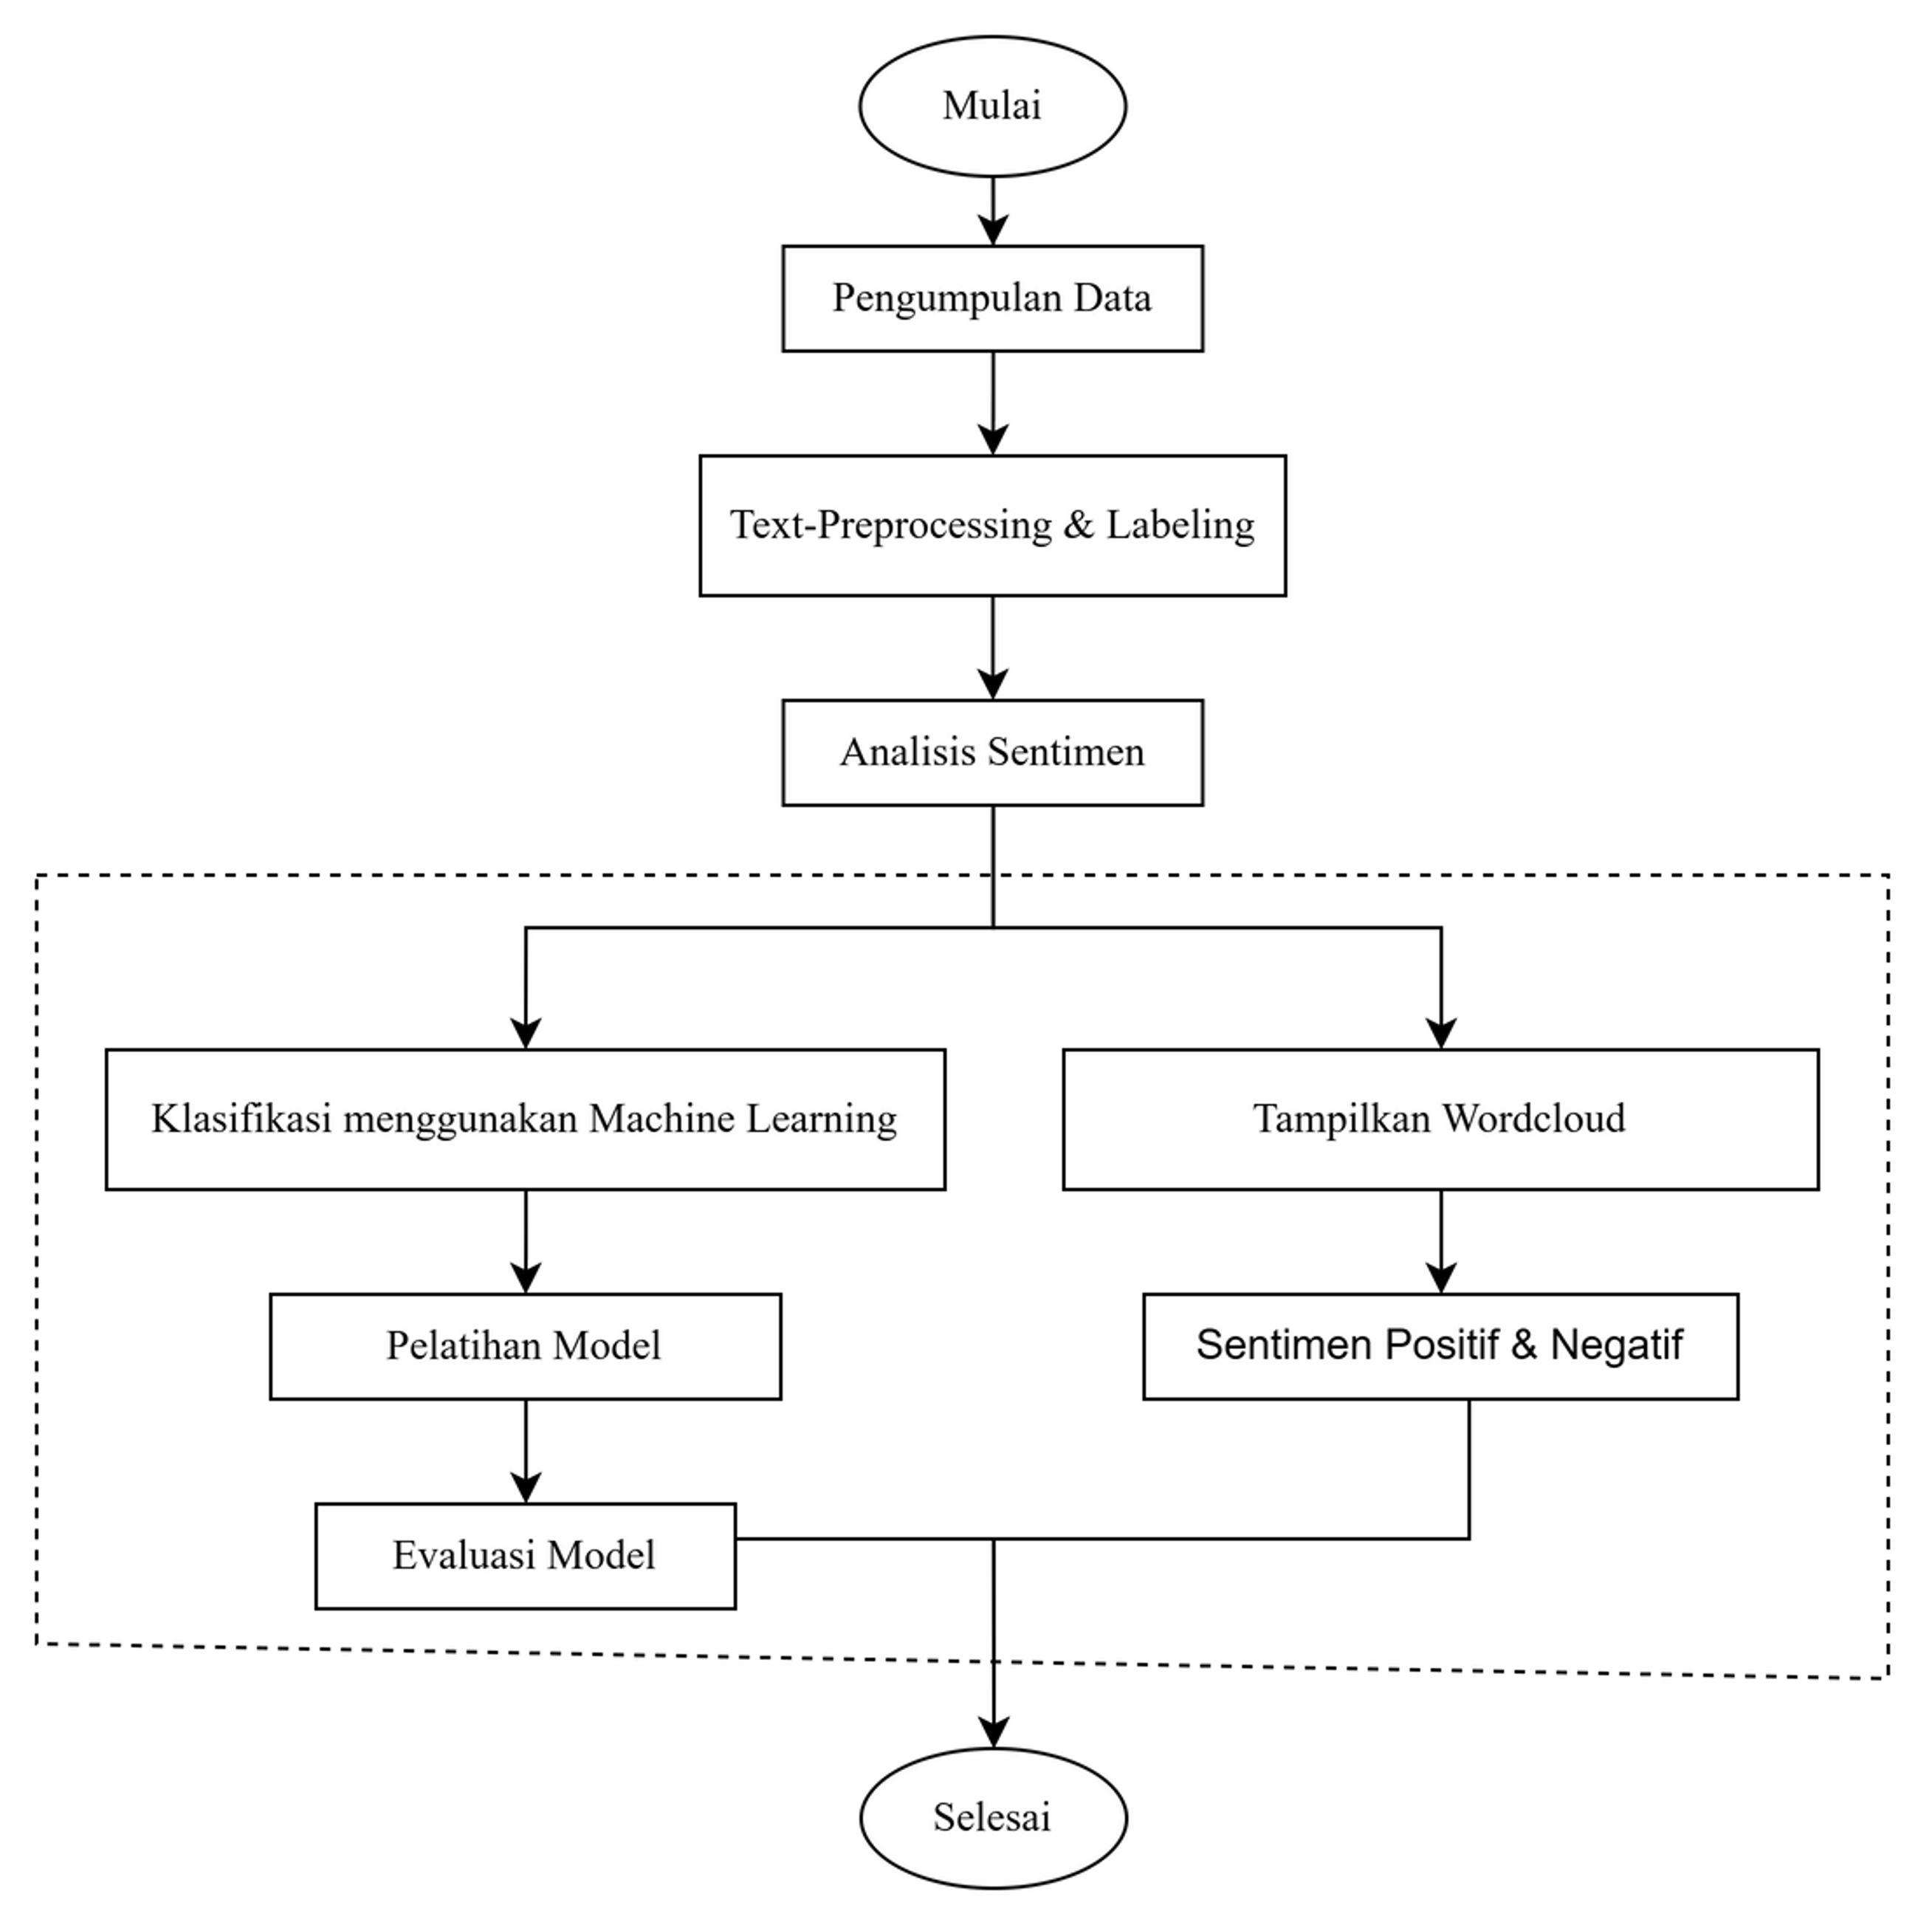 Mulai
Pengumpulan Data
Text-Preprocessing & Labeling
Analisis Sentimen
Klasifikasi menggunakan Machine Learning
Tampilkan Wordcloud
Pelatihan Model
Sentimen Positif & Negatif
Evaluasi Model
Selesai